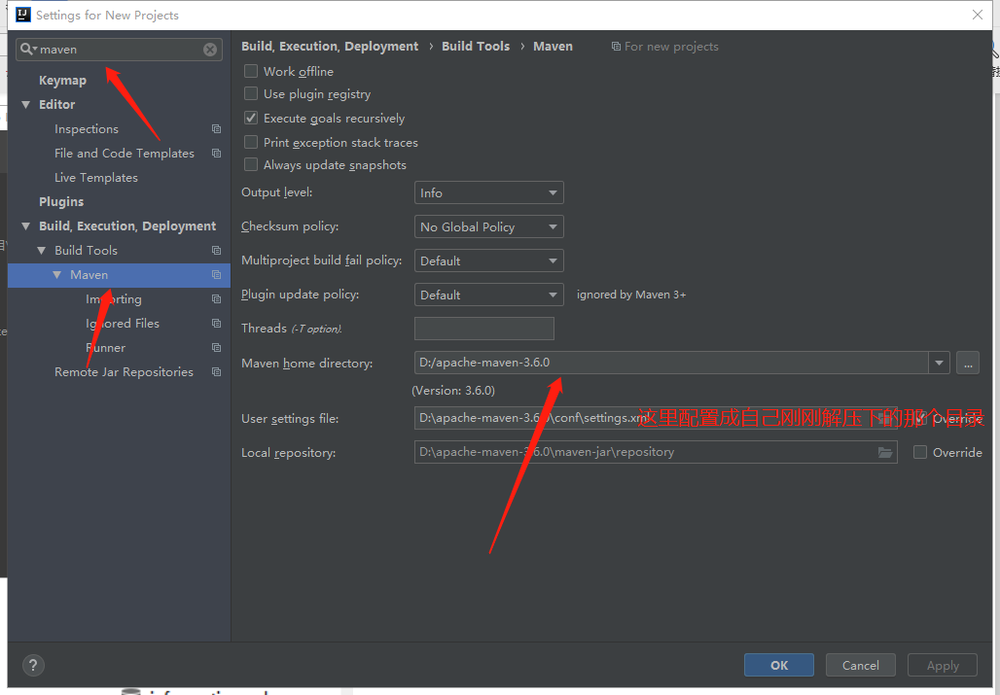 IJ Settings for New Projects
maven
Keymap
Editor
Inspections
File and Code Templates
Live Templates
Plugins
Build, Execution, Deployment
Build Tools
Maven
Importing
Ignored Files
Runner
Remote Jar Repositories
Build, Execution, Deployment › Build Tools › Maven For new projects
Work offline
Use plugin registry
Execute goals recursively
Print exception stack traces
Always update snapshots
Output level: Info
Checksum policy: No Global Policy
Multiproject build fail policy: Default
Plugin update policy: Default ignored by Maven 3+
Threads (-T option).
Maven home directory: D:/apache-maven-3.6.0 ...
(Version: 3.6.0)
User settings file: D:\apache-maven-3.6.0\conf\settings.xml Override
这里配置成自己刚刚解压下的那个目录
Local repository: D:\apache-maven-3.6.0\maven-jar\repository Override
? OK Cancel Apply